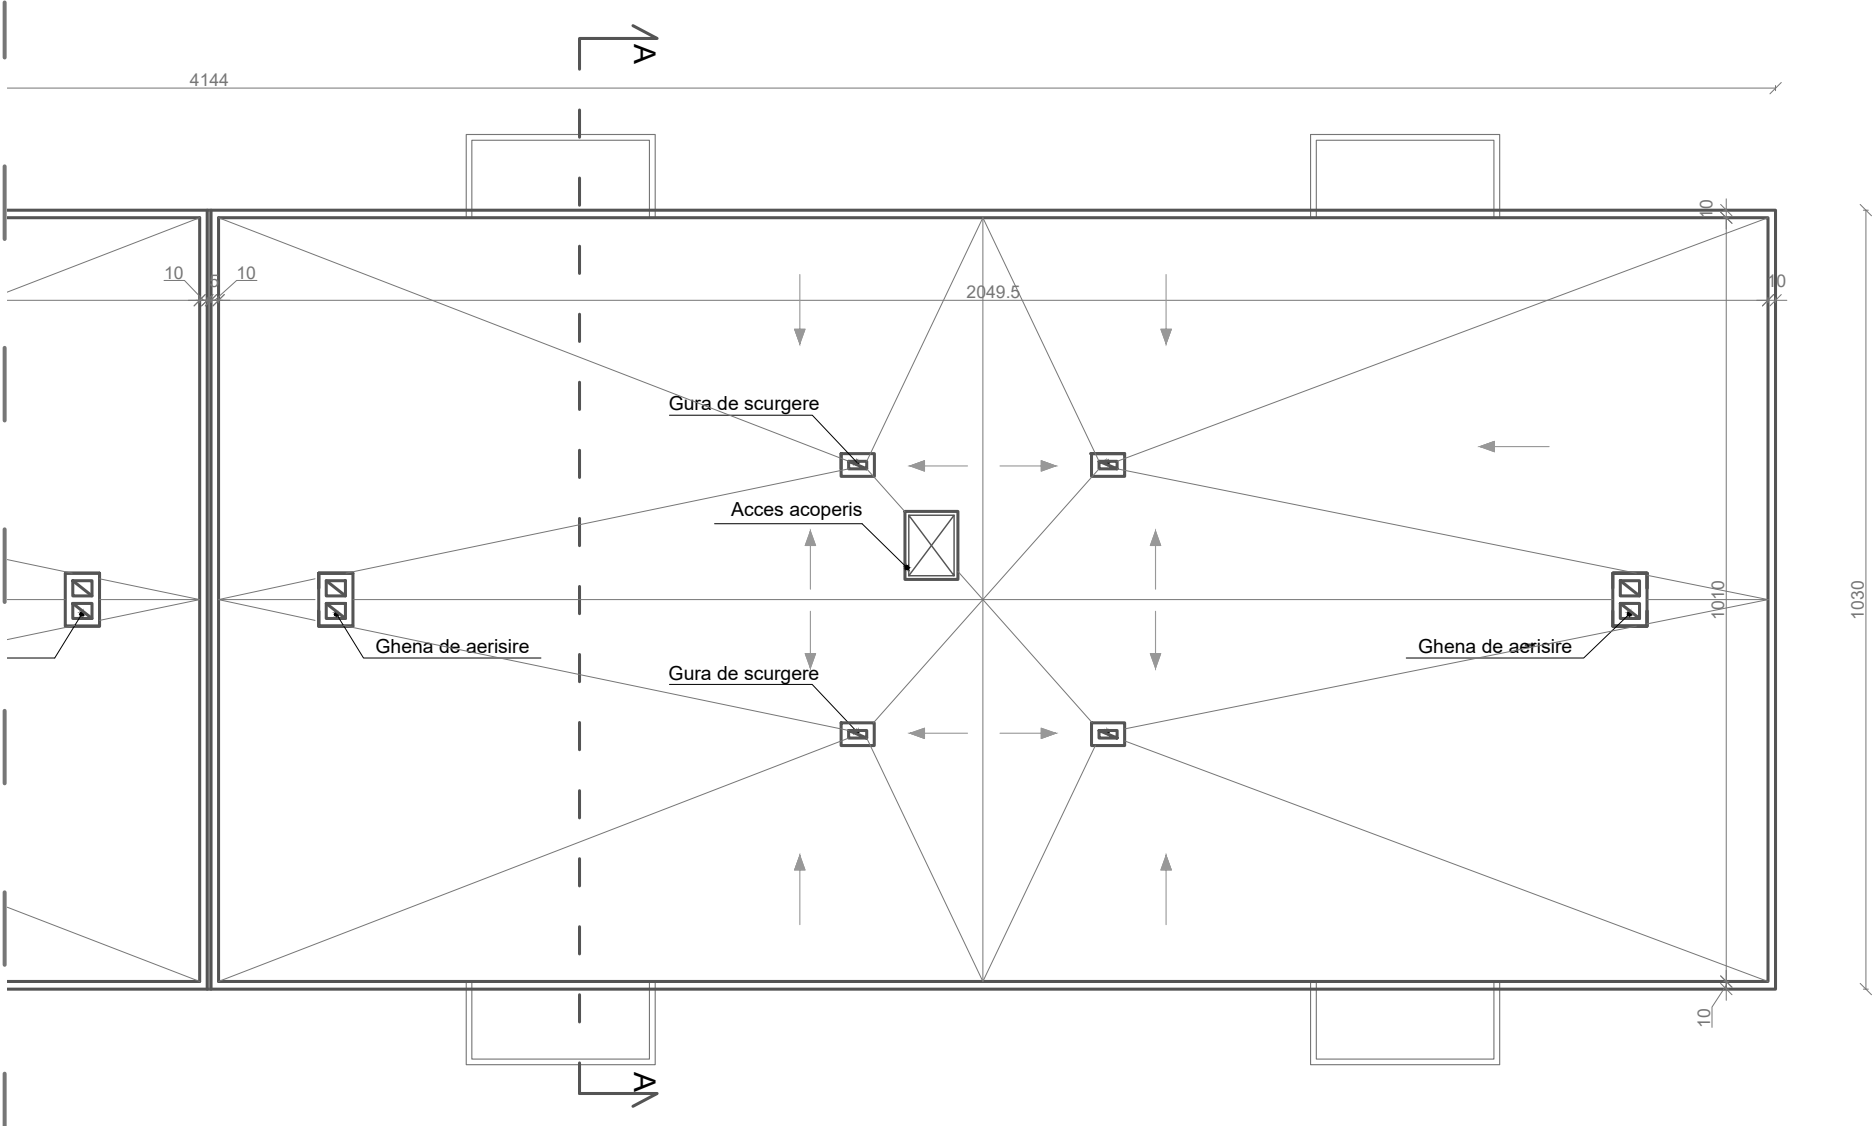 A
4144
10
10
5
10
2049.5
10
Gura de scurgere
Acces acoperis
1010
1030
Ghena de aerisire
Ghena de aerisire
Gura de scurgere
10
A